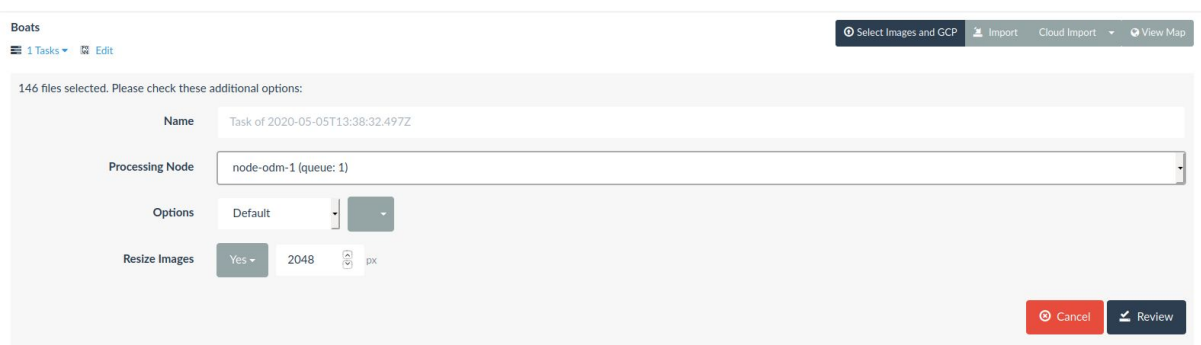 Boats
Select Images and GCP Import Cloud Import View Map
1 Tasks Edit
146 files selected. Please check these additional options:
Name Task of 2020-05-05T13:38:32.497Z
Processing Node node-odm-1 (queue: 1)
Options Default
Resize Images Yes 2048 px
Cancel Review